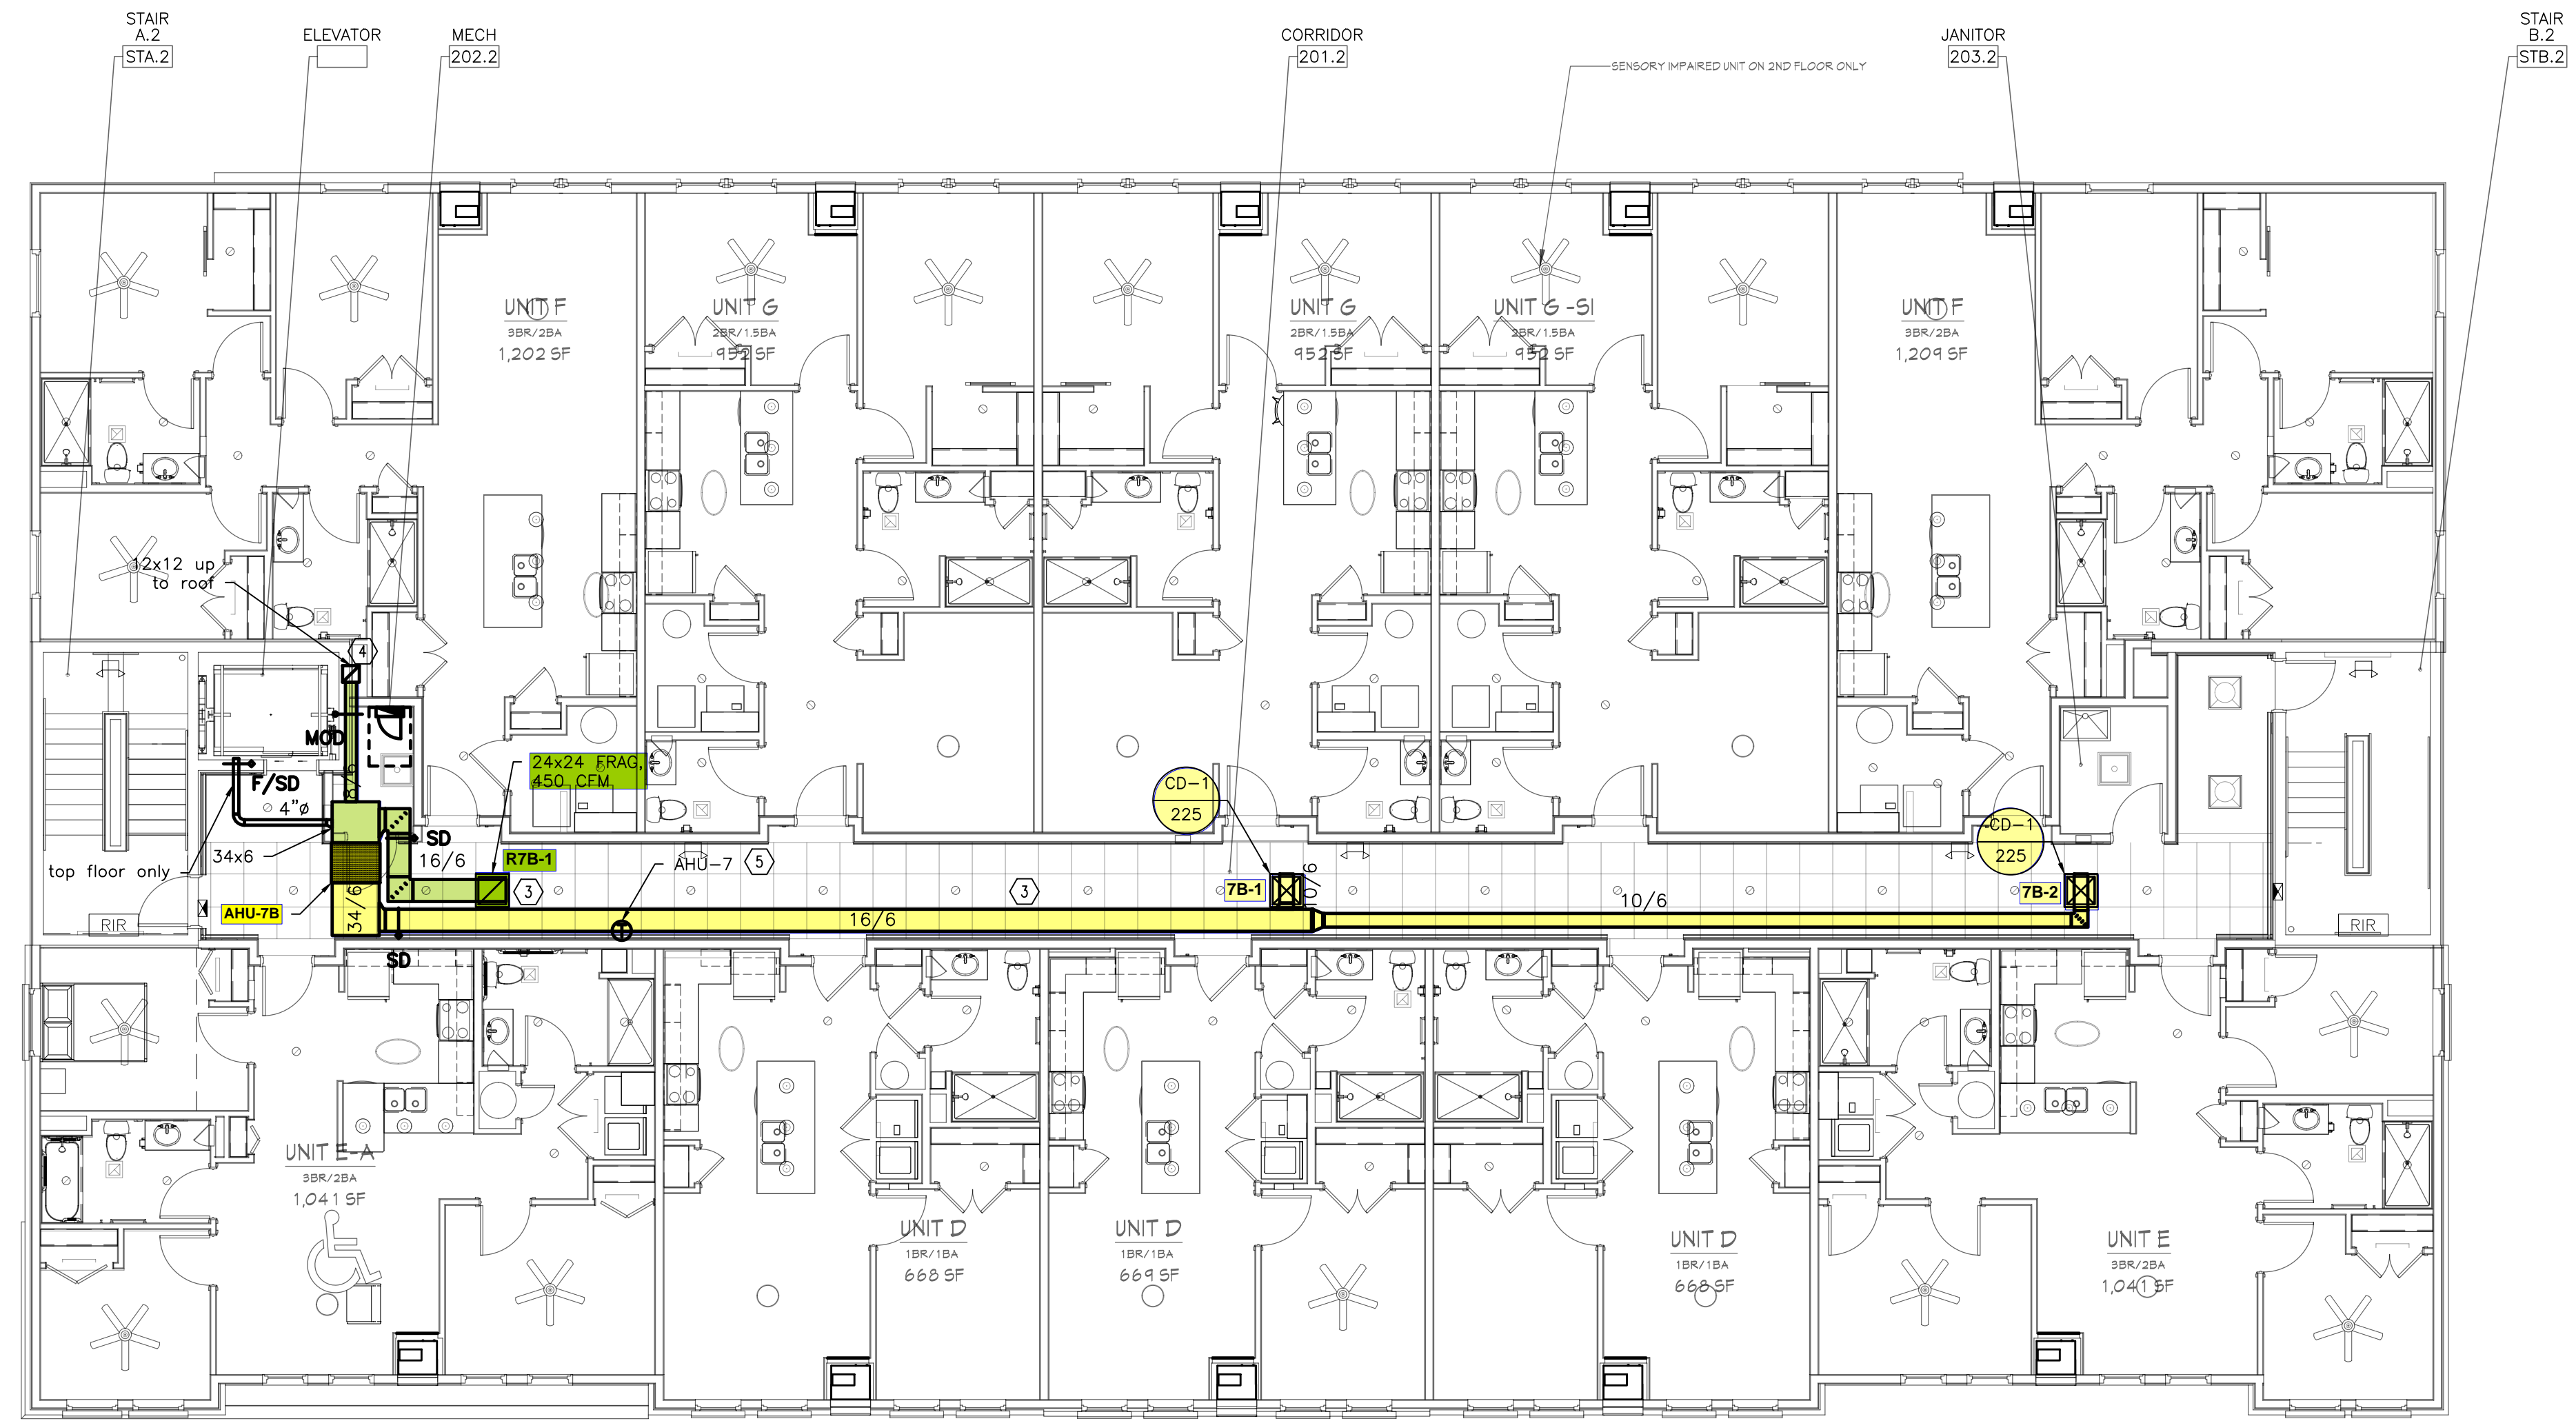 STAIR
A.2
STA.2
ELEVATOR
MECH
202.2
CORRIDOR
201.2
SENSORY IMPAIRED UNIT ON 2ND FLOOR ONLY
JANITOR
203.2
STAIR
B.2
STB.2
UNIT F
3BR/2BA
1,202 SF
UNIT G
2BR/1.5BA
952 SF
UNIT G
2BR/1.5BA
952 SF
UNIT G -SI
2BR/1.5BA
952 SF
UNIT F
3BR/2BA
1,209 SF
12x12 up
to roof
4
MOD
8/6
F/SD
4"ø
24x24 FRAG,
450 CFM
CD-1
225
CD-1
225
34x6
top floor only
SD
16/6
R7B-1
AHU-7
5
3
3
7B-1
10/6
7B-2
AHU-7B
34/6
16/6
10/6
RIR
RIR
SD
UNIT E-A
3BR/2BA
1,041 SF
UNIT D
1BR/1BA
668 SF
UNIT D
1BR/1BA
669 SF
UNIT D
1BR/1BA
668 SF
UNIT E
3BR/2BA
1,041 SF